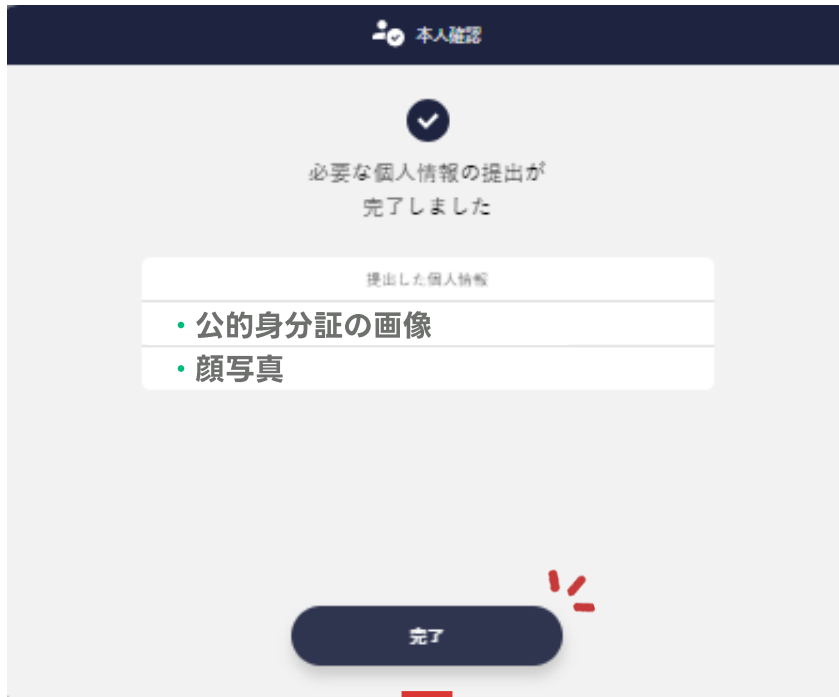 本人確認
必要な個人情報の提出が
完了しました
提出した個人情報
・公的身分証の画像
・顔写真
完了